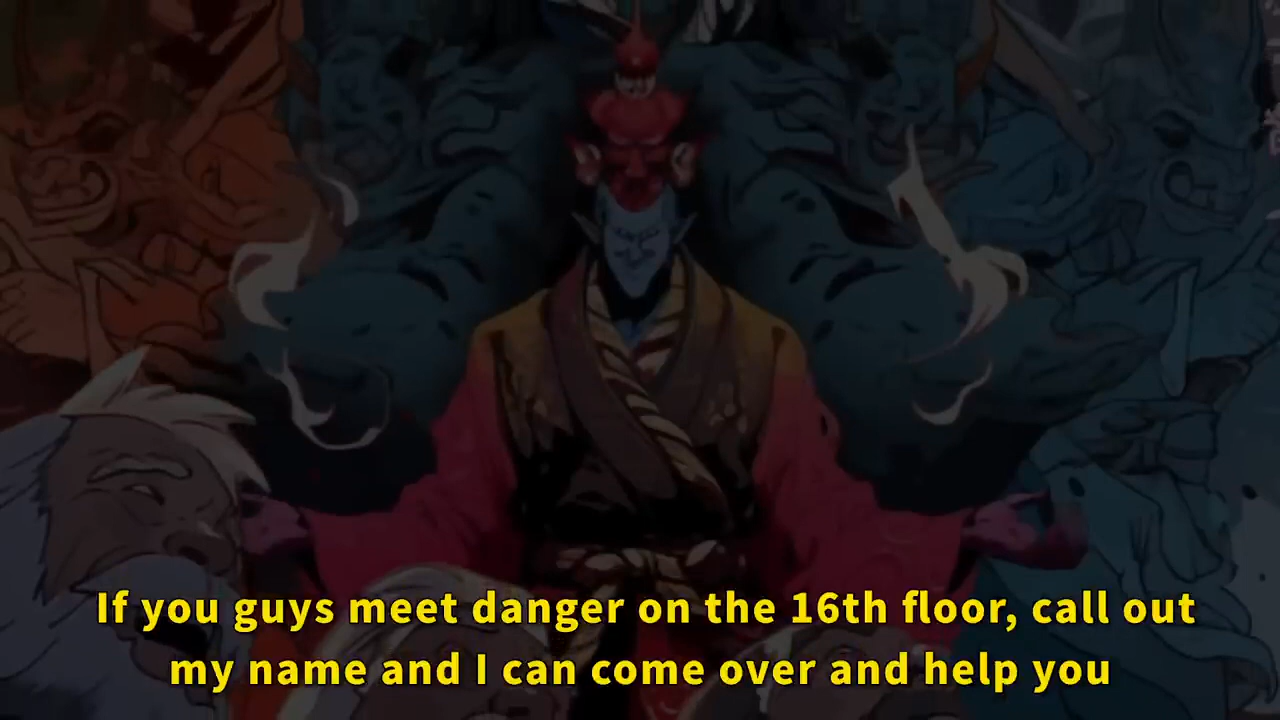 If you guys meet danger on the 16th floor, call out
my name and I can come over and help you